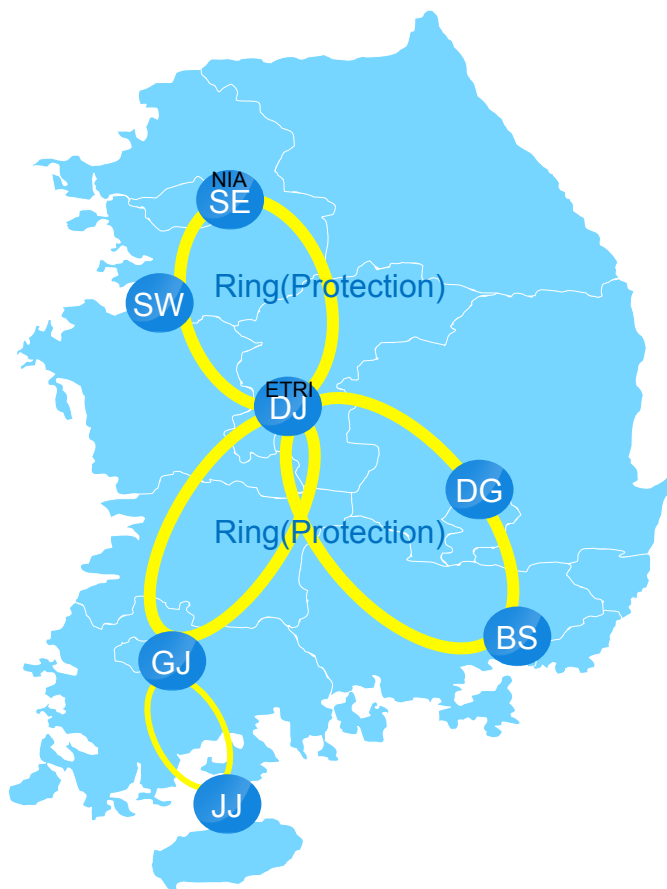 NIA
SE
Ring(Protection)
SW
ETRI
DJ
DG
Ring(Protection)
BS
GJ
JJ